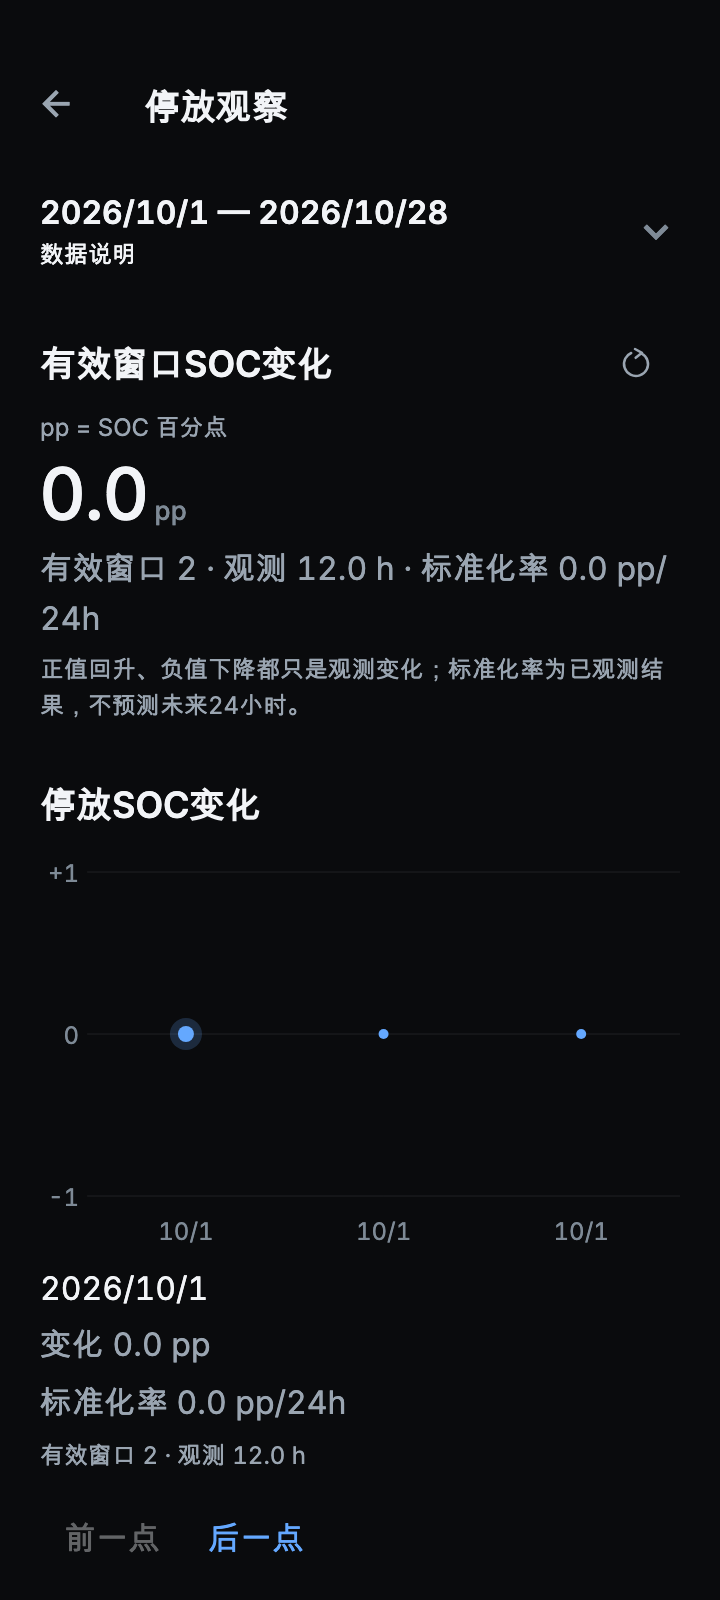 停放观察
2026/10/1 — 2026/10/28
数据说明
有效窗口SOC变化
pp = SOC 百分点
0.0 pp
有效窗口 2 · 观测 12.0 h · 标准化率 0.0 pp/
24h
正值回升、负值下降都只是观测变化；标准化率为已观测结
果，不预测未来24小时。
停放SOC变化
+1
0
-1
10/1 10/1 10/1
2026/10/1
变化 0.0 pp
标准化率 0.0 pp/24h
有效窗口 2 · 观测 12.0 h
前一点 后一点